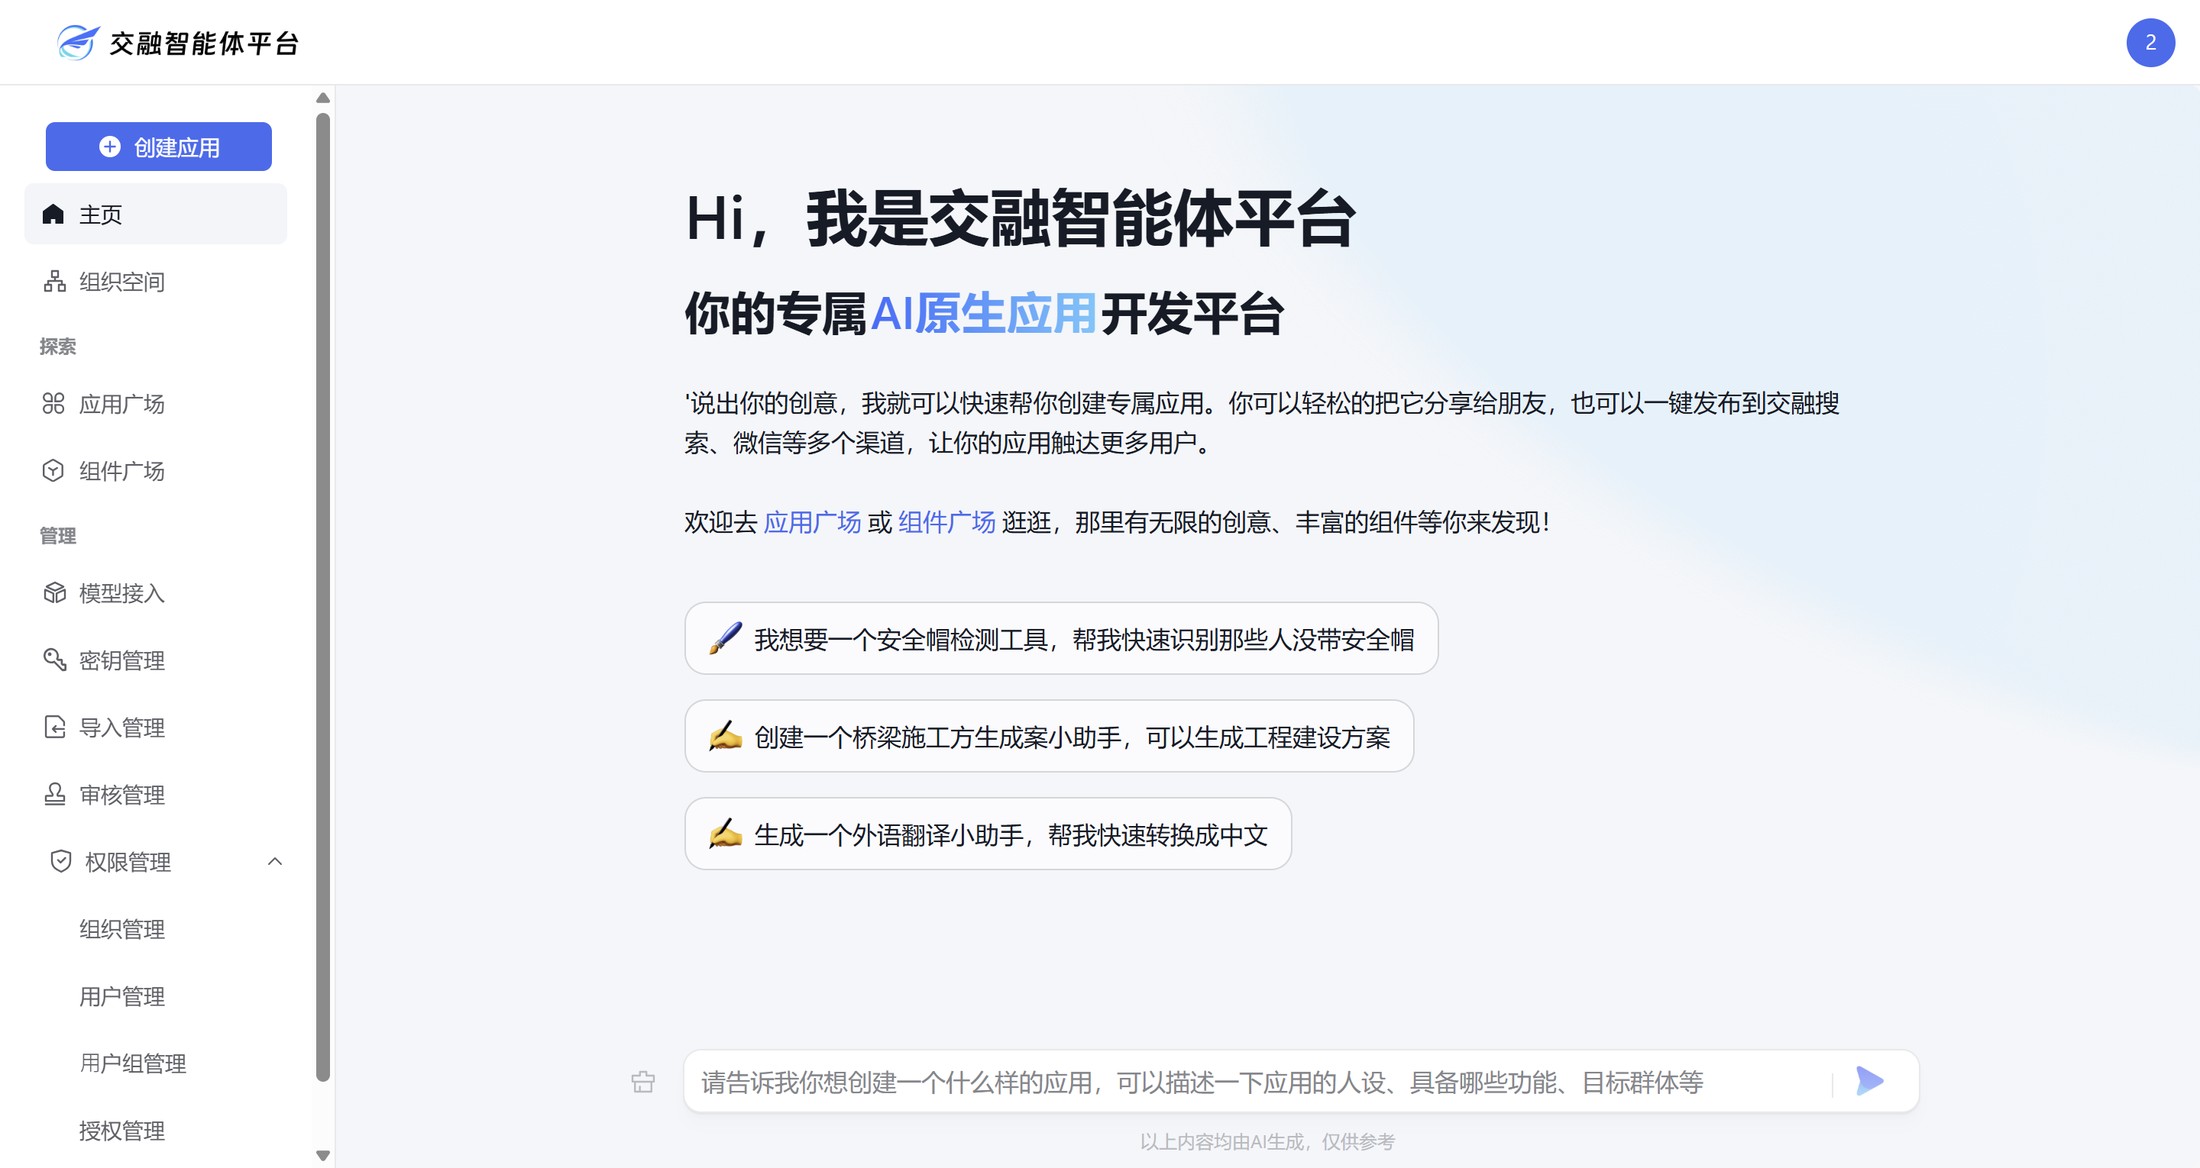 交融智能体平台
2
创建应用
主页
组织空间
探索
应用广场
组件广场
管理
模型接入
密钥管理
导入管理
审核管理
权限管理
组织管理
用户管理
用户组管理
授权管理
Hi，我是交融智能体平台
你的专属AI原生应用开发平台
'说出你的创意，我就可以快速帮你创建专属应用。你可以轻松的把它分享给朋友，也可以一键发布到交融搜
索、微信等多个渠道，让你的应用触达更多用户。
欢迎去 应用广场 或 组件广场 逛逛，那里有无限的创意、丰富的组件等你来发现！
我想要一个安全帽检测工具，帮我快速识别那些人没带安全帽
创建一个桥梁施工方生成案小助手，可以生成工程建设方案
生成一个外语翻译小助手，帮我快速转换成中文
请告诉我你想创建一个什么样的应用，可以描述一下应用的人设、具备哪些功能、目标群体等
以上内容均由AI生成，仅供参考